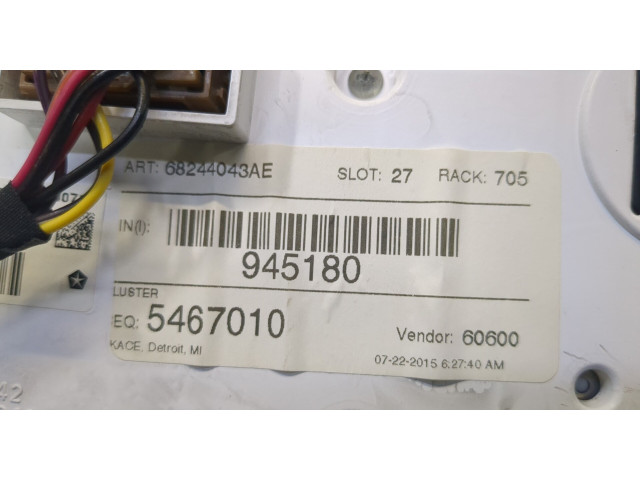 ART: 68244043AE SLOT: 27 RACK: 705
IN(I):
945180
LUSTER
EQ: 5467010 Vendor: 60600
KACE, Detroit, MI
07-22-2015 6:27:40 AM
42